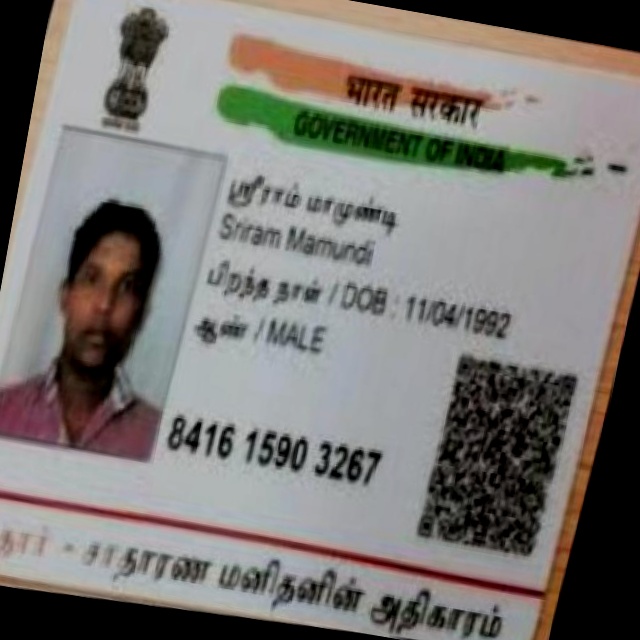 भारत सरकार
GOVERNMENT OF INDIA
ஸ்ரீராம் மாமுண்டி
Sriram Mamundi
பிறந்த நாள் / DOB : 11/04/1992
ஆண் / MALE
8416 1590 3267
- சாதாரண மனிதனின் அதிகாரம்